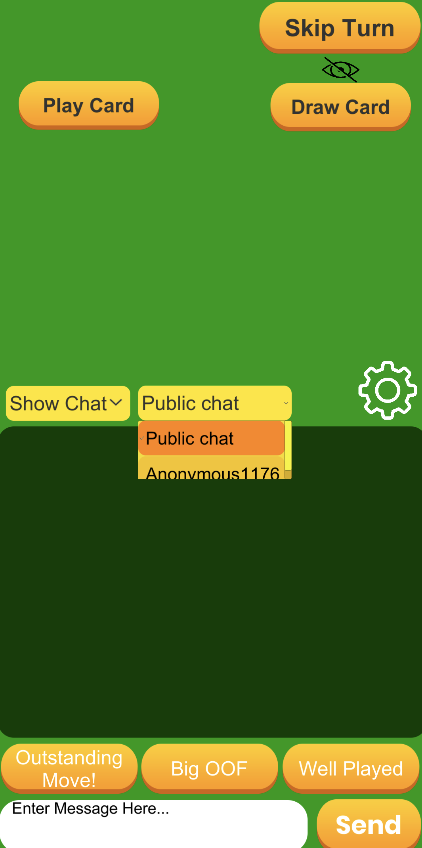 Skip Turn
Play Card
Draw Card
Show Chat
Public chat
Public chat
Anonymous1176
Outstanding
Move!
Big OOF
Well Played
Enter Message Here...
Send